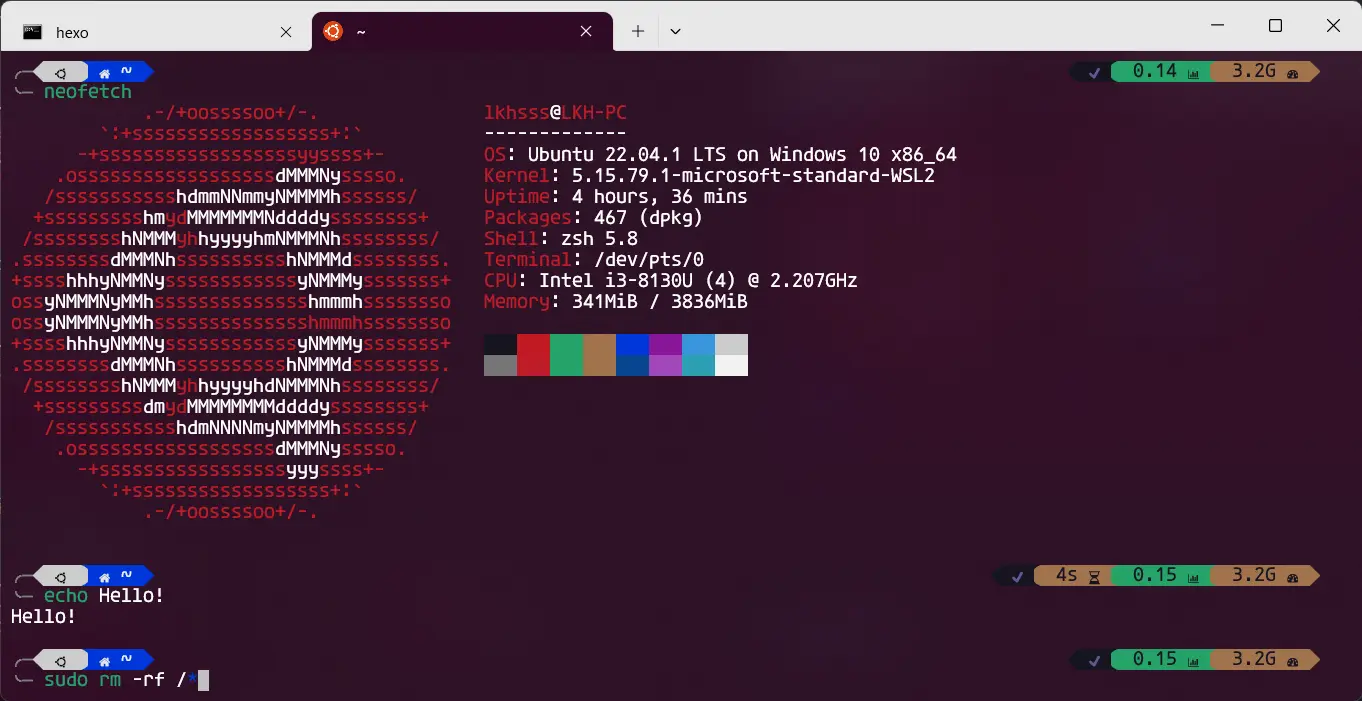 hexo
~
~ 0.14 3.2G
neofetch
.-/+oossssoo+/-.
`:+ssssssssssssssssss+:`
-+ssssssssssssssssssyyssss+-
.ossssssssssssssssssdMMMNysssso.
/ssssssssssshdmmNNmmyNMMMMhssssss/
+ssssssssshmydMMMMMMMNddddyssssssss+
/sssssssshNMMMyhhyyyyhmNMMMNhssssssss/
.ssssssssdMMMNhsssssssssshNMMMdssssssss.
+sssshhhyNMMNyssssssssssssyNMMMysssssss+
ossyNMMMNyMMhsssssssssssssshmmmhssssssso
ossyNMMMNyMMhsssssssssssssshmmmhssssssso
+sssshhhyNMMNyssssssssssssyNMMMysssssss+
.ssssssssdMMMNhsssssssssshNMMMdssssssss.
/sssssssshNMMMyhhyyyyhdNMMMNhssssssss/
+sssssssssdmydMMMMMMMMddddyssssssss+
/ssssssssssshdmNNNNmyNMMMMhssssss/
.ossssssssssssssssssdMMMNysssso.
-+sssssssssssssssssyyyssss+-
`:+ssssssssssssssssss+:`
.-/+oossssoo+/-.
lkhsss@LKH-PC
-------------
OS: Ubuntu 22.04.1 LTS on Windows 10 x86_64
Kernel: 5.15.79.1-microsoft-standard-WSL2
Uptime: 4 hours, 36 mins
Packages: 467 (dpkg)
Shell: zsh 5.8
Terminal: /dev/pts/0
CPU: Intel i3-8130U (4) @ 2.207GHz
Memory: 341MiB / 3836MiB
~ 4s 0.15 3.2G
echo Hello!
Hello!
~ 0.15 3.2G
sudo rm -rf /*